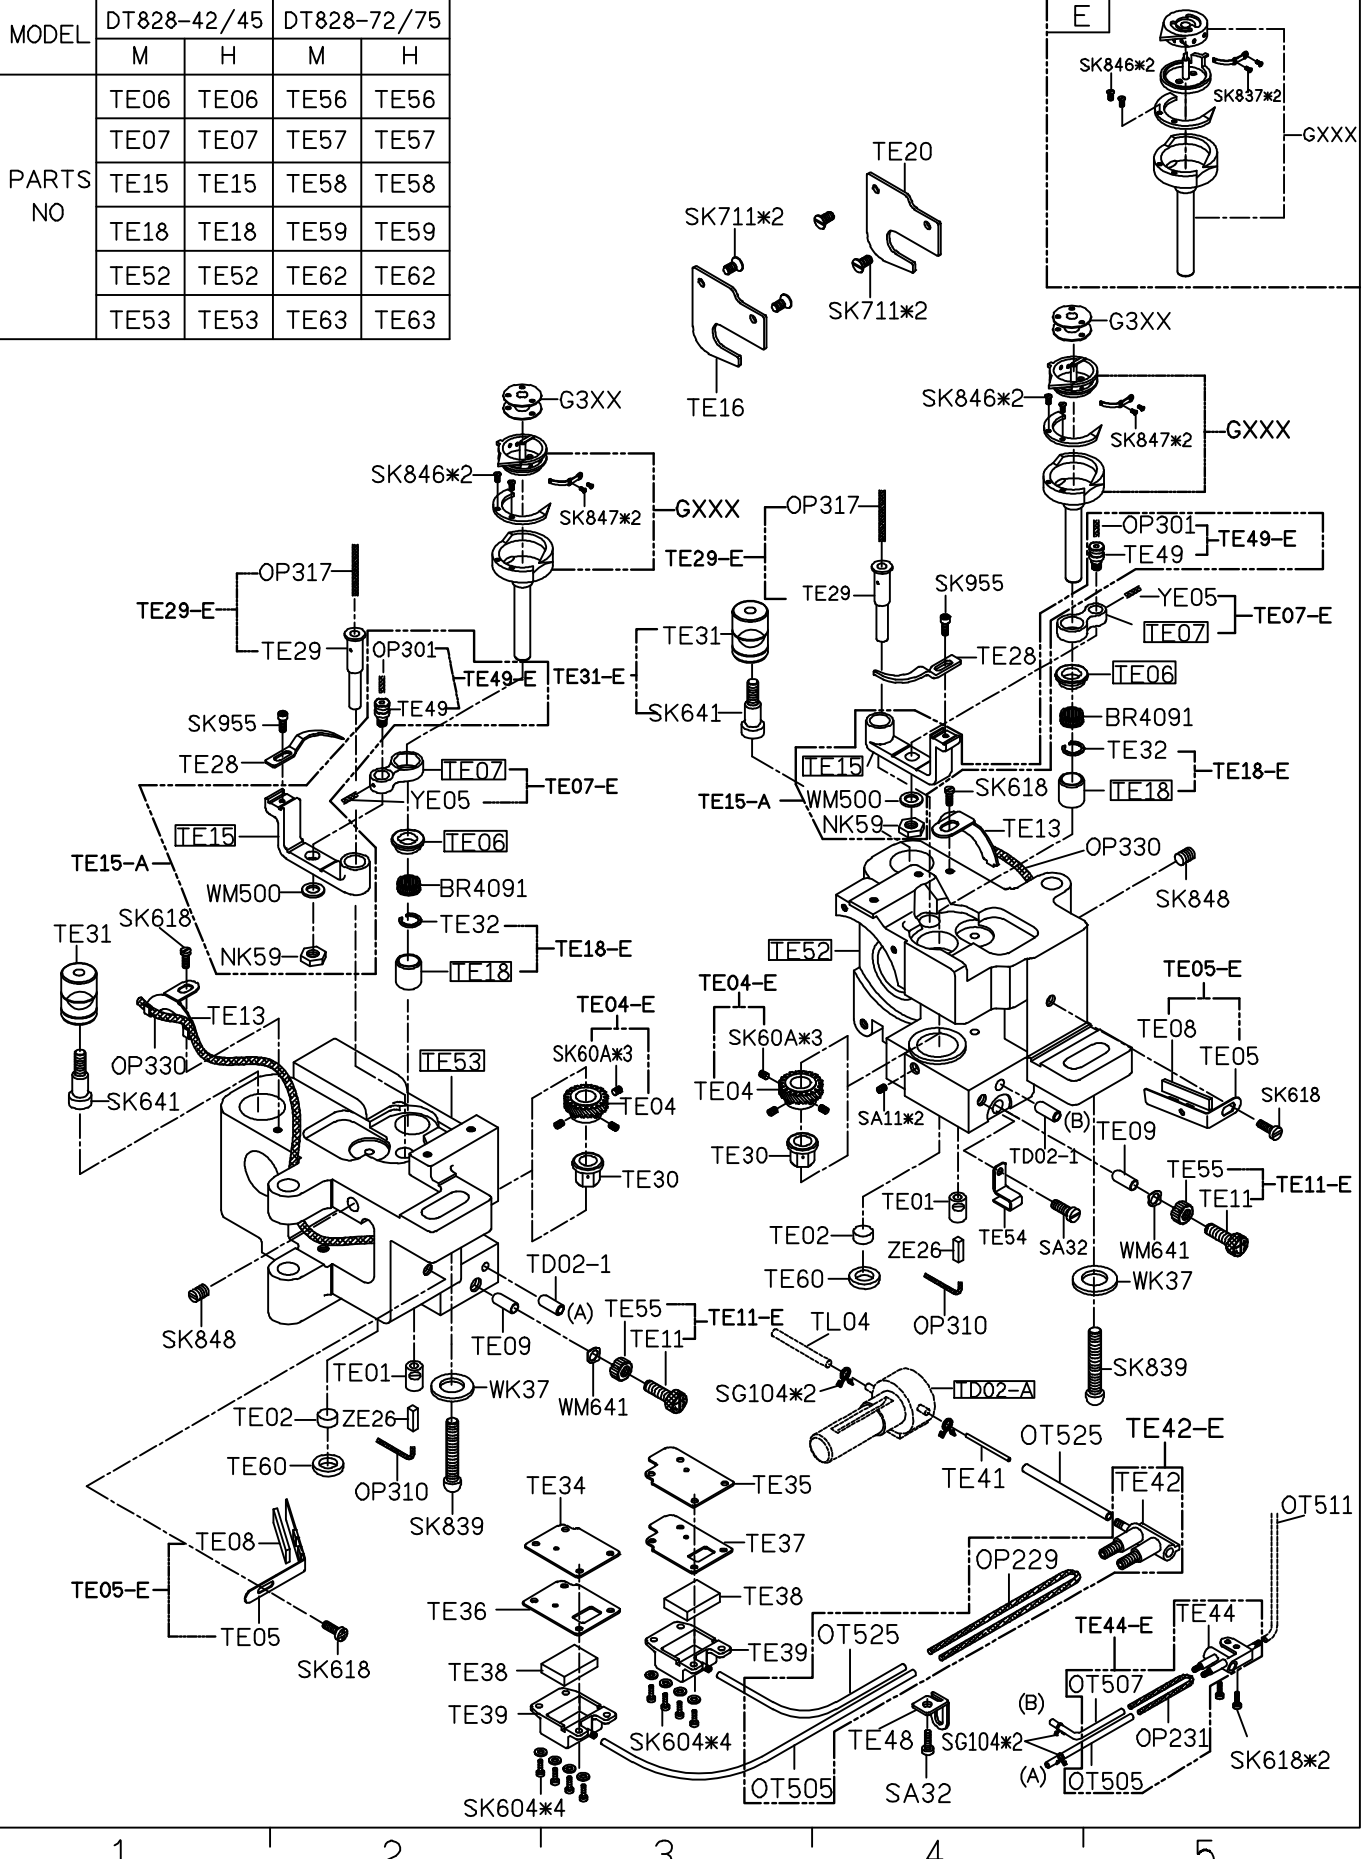 MODEL DT828-42/45 DT828-72/75
M H M H
PARTS NO
TE06 TE06 TE56 TE56
TE07 TE07 TE57 TE57
TE15 TE15 TE58 TE58
TE18 TE18 TE59 TE59
TE52 TE52 TE62 TE62
TE53 TE53 TE63 TE63
E
SK846*2
SK837*2
GXXX
TE20
SK711*2
SK711*2
TE16
G3XX
SK846*2
SK847*2
GXXX
G3XX
SK846*2
SK847*2
GXXX
OP317
TE29-E
TE29
OP301
TE49-E
TE49
SK955
TE28
TE07
YE05
TE07-E
TE15
TE15-A
TE06
WM500
BR4091
NK59
TE32
TE18
TE18-E
TE31
SK618
TE13
OP330
SK641
TE53
TE04-E
SK60A*3
TE04
TE30
SK848
TD02-1
(A)
TE09
TE55
TE11
TE11-E
WM641
TE01
WK37
TE02
ZE26
TE60
OP310
SK839
TE08
TE05-E
TE05
SK618
OP317
TE29-E
TE29
SK955
TE31
TE31-E
SK641
TE28
OP301
TE49
TE49-E
YE05
TE07
TE07-E
TE06
BR4091
TE32
TE18
TE18-E
TE15
TE15-A
WM500
NK59
SK618
TE13
OP330
SK848
TE52
TE04-E
SK60A*3
TE04
SA11*2
TE30
TE05-E
TE08
TE05
SK618
(B)
TD02-1
TE09
TE55
TE11
TE11-E
WM641
TE01
TE54
SA32
TE02
ZE26
TE60
OP310
WK37
SK839
TL04
SG104*2
TD02-A
TE41
OT525
TE42-E
TE42
OT511
TE34
TE35
TE36
TE37
TE38
TE38
TE39
TE39
SK604*4
SK604*4
OP229
OT525
OT505
TE48
SA32
TE44-E
TE44
OT507
(B)
SG104*2
OP231
(A)
OT505
SK618*2
1 2 3 4 5